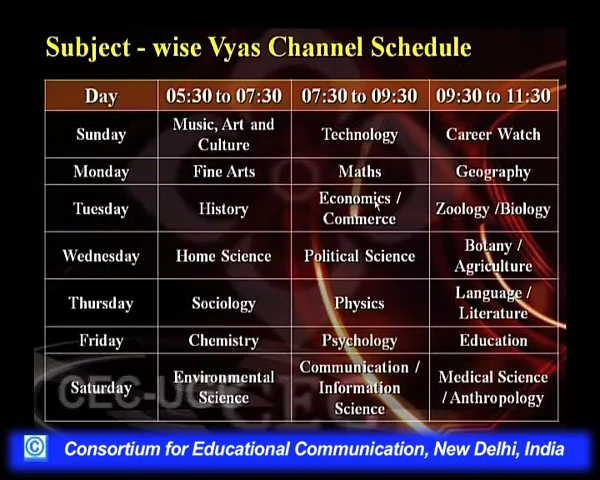 Subject - wise Vyas Channel Schedule
Day 05:30 to 07:30 07:30 to 09:30 09:30 to 11:30
Sunday Music, Art and Culture Technology Career Watch
Monday Fine Arts Maths Geography
Tuesday History Economics / Commerce Zoology /Biology
Wednesday Home Science Political Science Botany / Agriculture
Thursday Sociology Physics Language / Literature
Friday Chemistry Psychology Education
Saturday Environmental Science Communication / Information Science Medical Science / Anthropology
CEC-UGC
CEC
© Consortium for Educational Communication, New Delhi, India